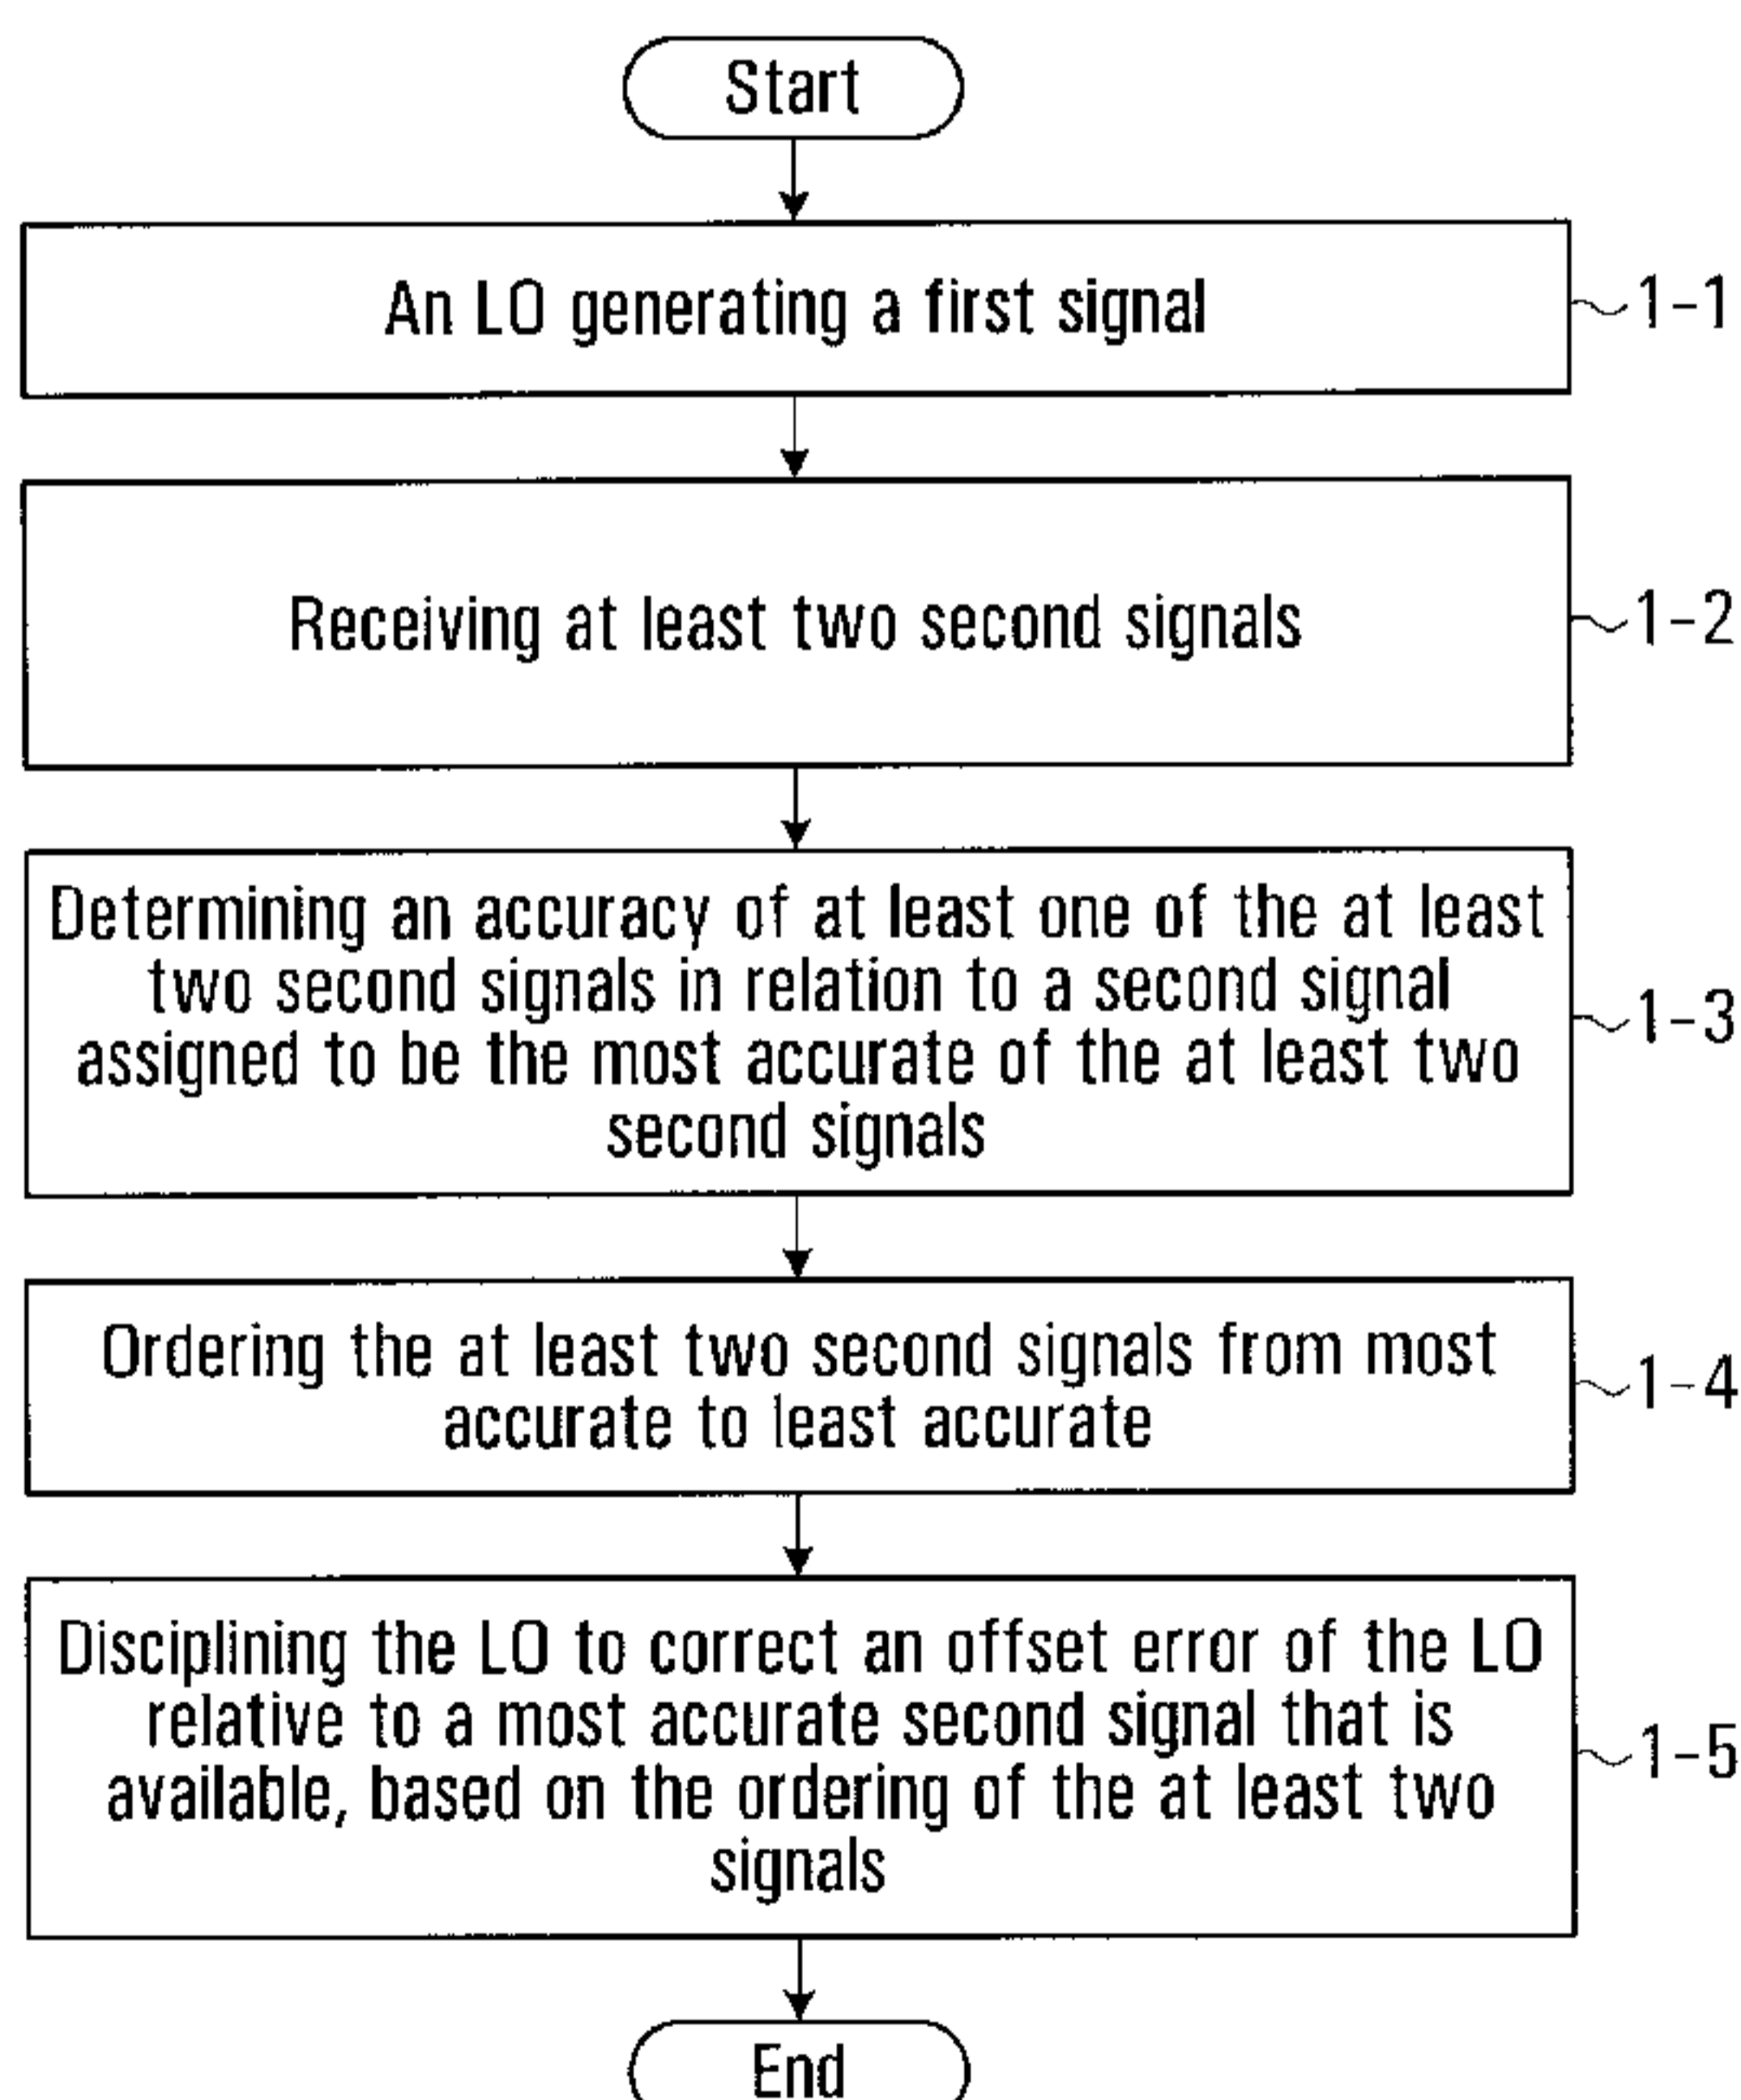 Start
An LO generating a first signal
1-1
Receiving at least two second signals
1-2
Determining an accuracy of at least one of the at least
two second signals in relation to a second signal
assigned to be the most accurate of the at least two
second signals
1-3
Ordering the at least two second signals from most
accurate to least accurate
1-4
Disciplining the LO to correct an offset error of the LO
relative to a most accurate second signal that is
available, based on the ordering of the at least two
signals
1-5
End